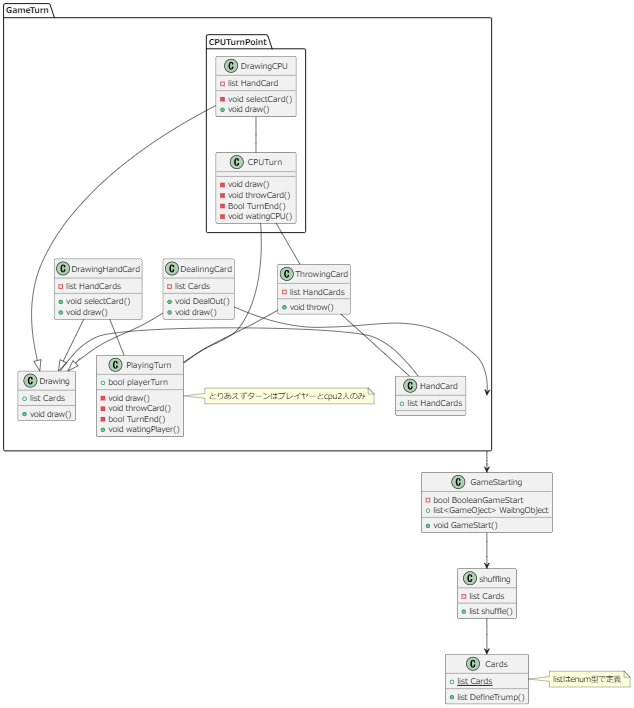 GameTurn
CPUTurnPoint
C DrawingCPU
list HandCard
void selectCard()
void draw()
C CPUTurn
void draw()
void throwCard()
Bool TurnEnd()
void watingCPU()
C DrawingHandCard
list HandCards
void selectCard()
void draw()
C DealinngCard
list Cards
void DealOut()
void draw()
C ThrowingCard
list HandCards
void throw()
C Drawing
list Cards
void draw()
C PlayingTurn
bool playerTurn
void draw()
void throwCard()
bool TurnEnd()
void watingPlayer()
とりあえずターンはプレイヤーとcpu2人のみ
C HandCard
list HandCards
C GameStarting
bool BooleanGameStart
list<GameOject> WaitngObject
void GameStart()
C shuffling
list Cards
list shuffle()
C Cards
list Cards
list DefineTrump()
listはenum型で定義